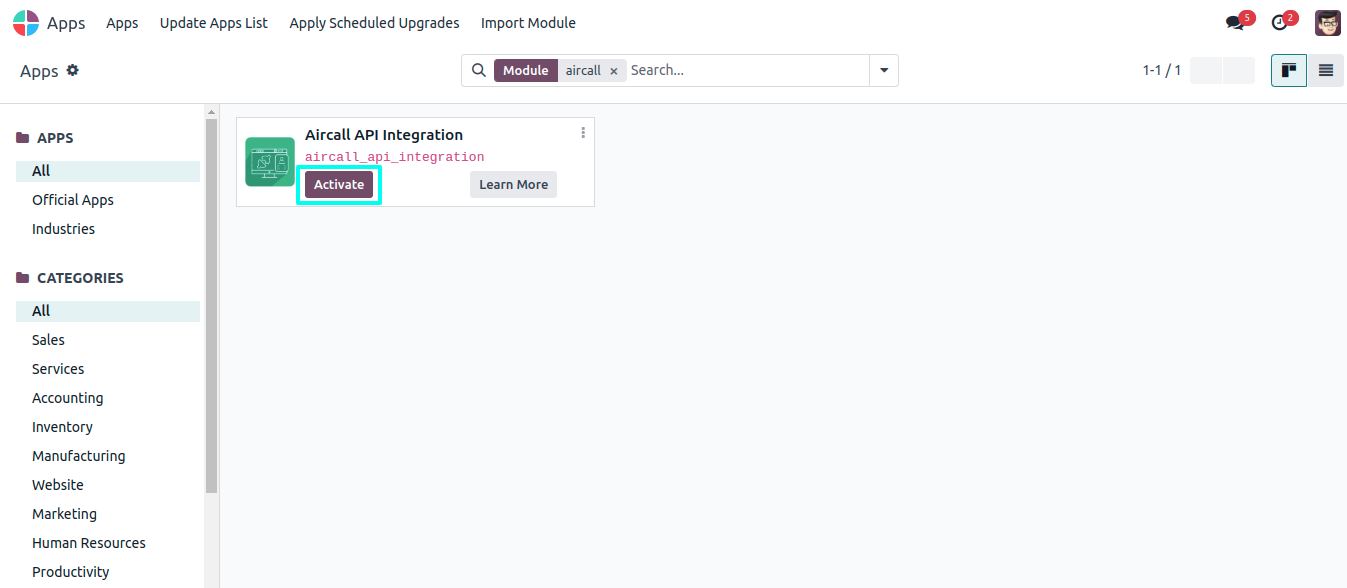 Apps Apps Update Apps List Apply Scheduled Upgrades Import Module 5 2
Apps Module aircall × Search... 1-1 / 1
APPS
All
Official Apps
Industries
CATEGORIES
All
Sales
Services
Accounting
Inventory
Manufacturing
Website
Marketing
Human Resources
Productivity
Aircall API Integration
aircall_api_integration
Activate Learn More